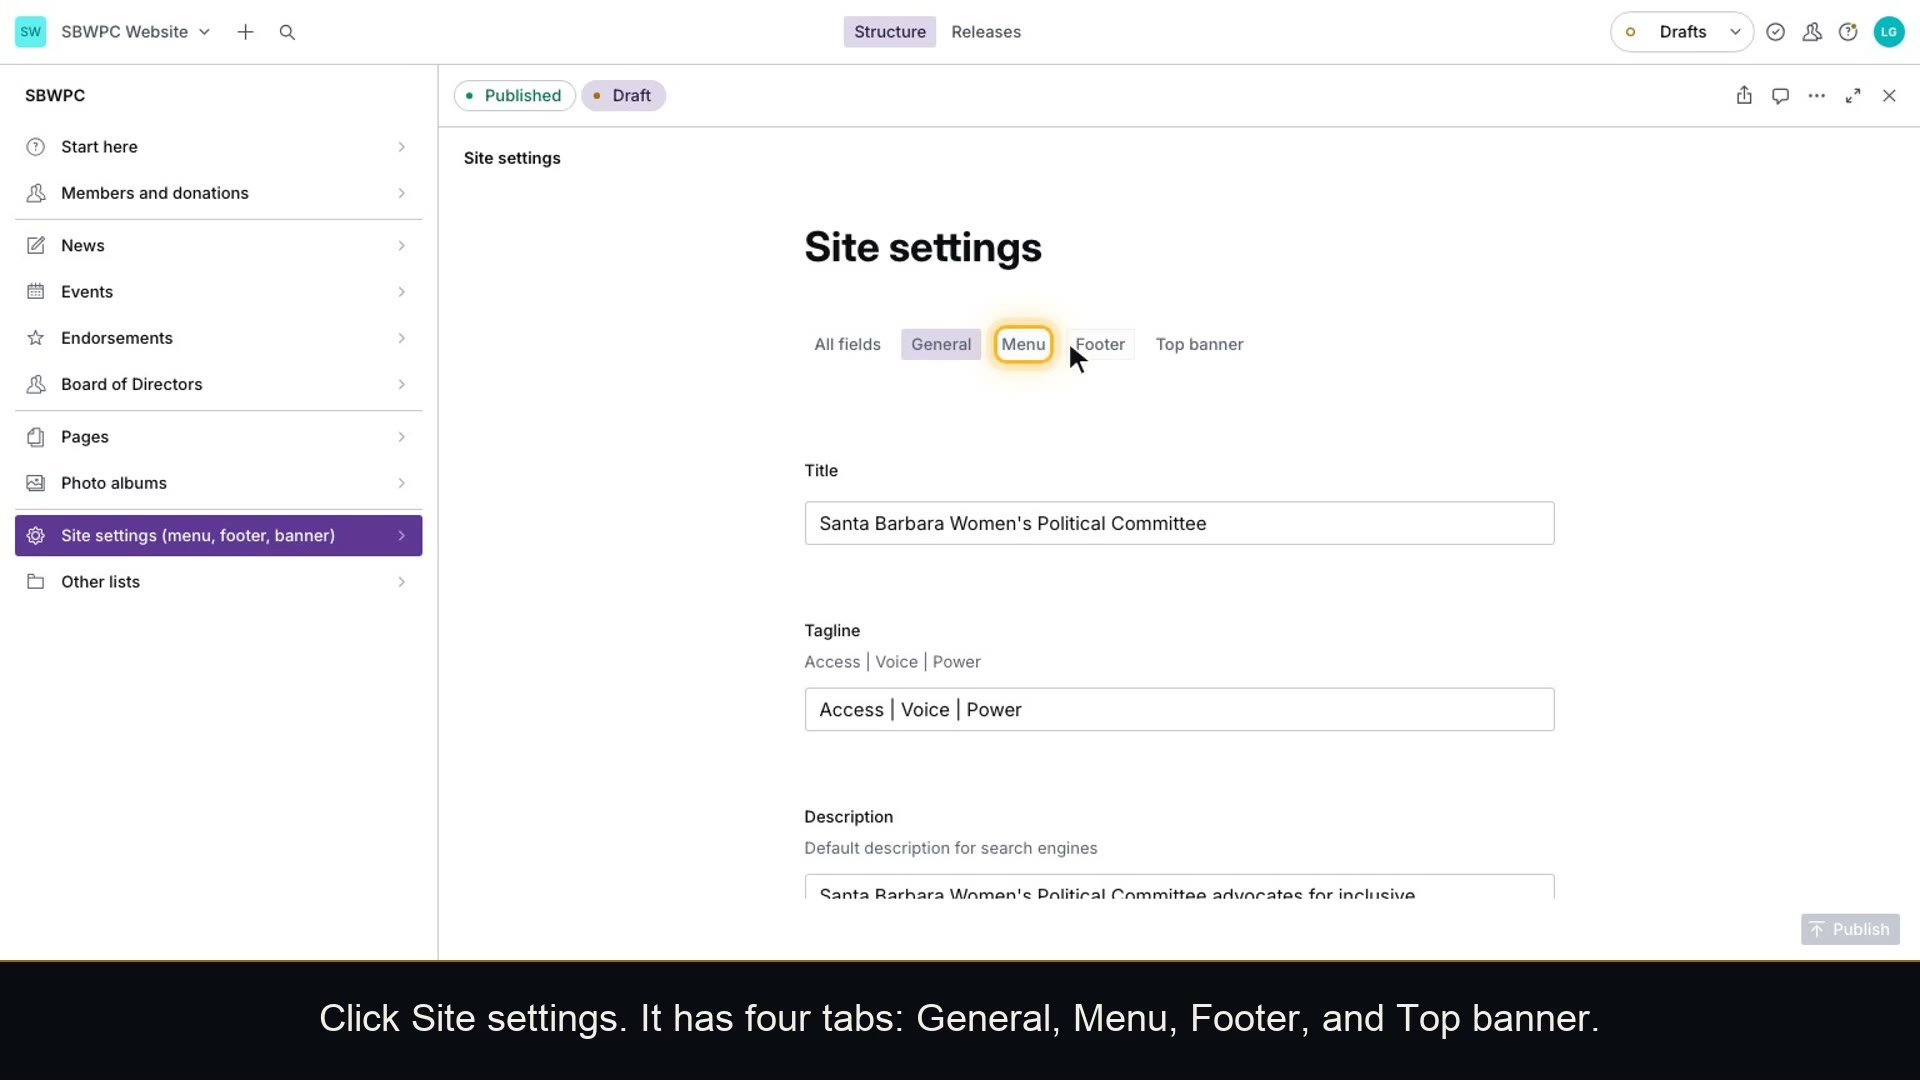 SW SBWPC Website
Structure Releases
Drafts
LG
SBWPC
Start here
Members and donations
News
Events
Endorsements
Board of Directors
Pages
Photo albums
Site settings (menu, footer, banner)
Other lists
Published Draft
Site settings
Site settings
All fields General Menu Footer Top banner
Title
Santa Barbara Women's Political Committee
Tagline
Access | Voice | Power
Access | Voice | Power
Description
Default description for search engines
Santa Barbara Women's Political Committee advocates for inclusive
Publish
Click Site settings. It has four tabs: General, Menu, Footer, and Top banner.